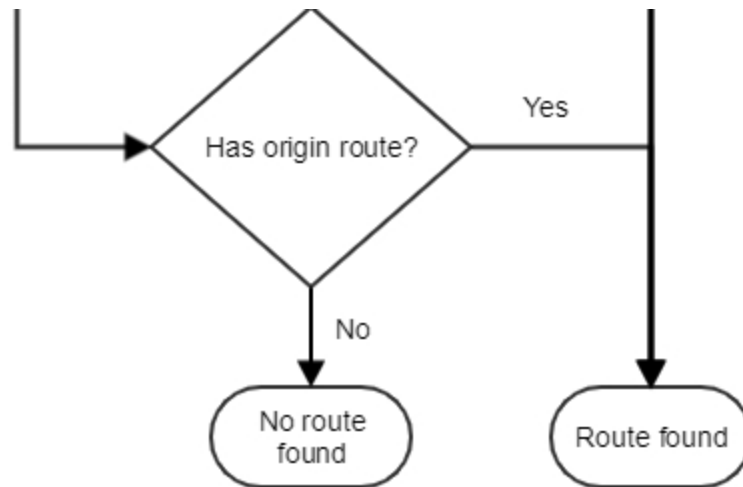 Yes
Has origin route?
No
No route
found
Route found